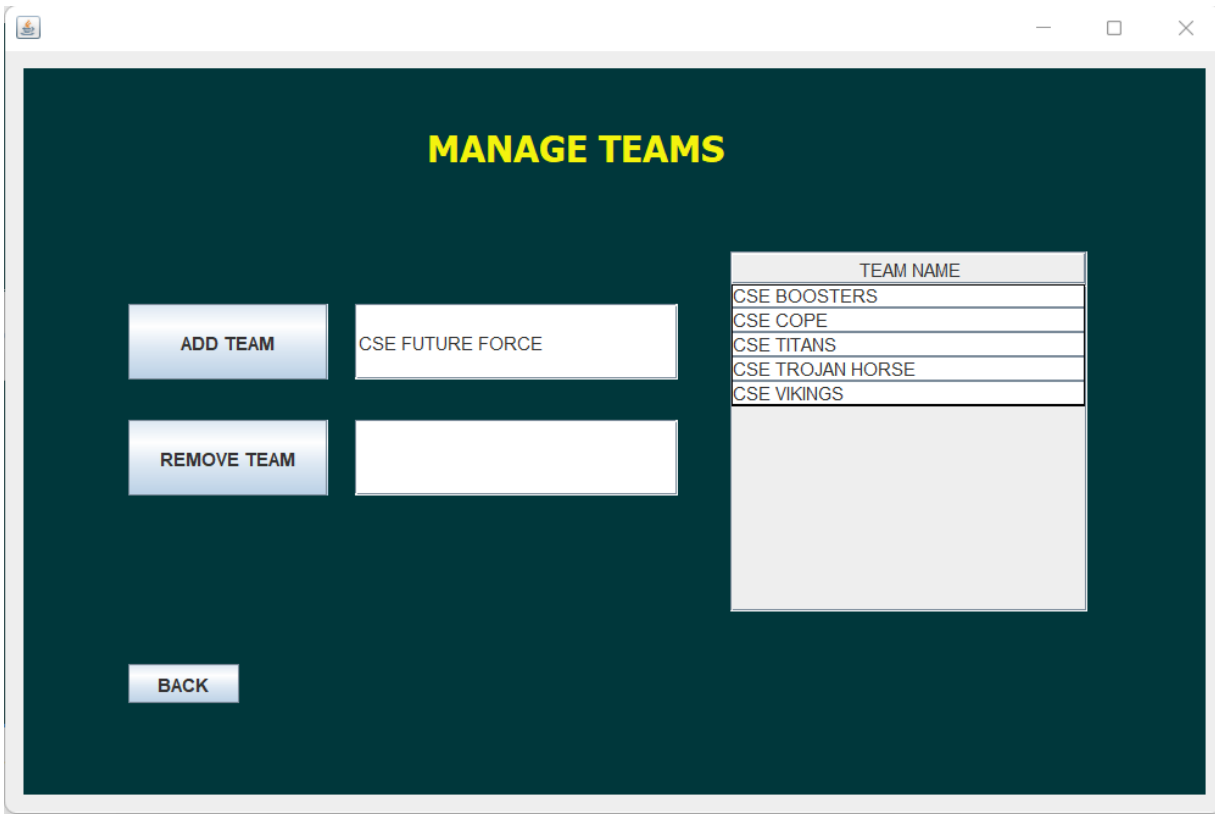 MANAGE TEAMS
ADD TEAM
CSE FUTURE FORCE
REMOVE TEAM
TEAM NAME
CSE BOOSTERS
CSE COPE
CSE TITANS
CSE TROJAN HORSE
CSE VIKINGS
BACK